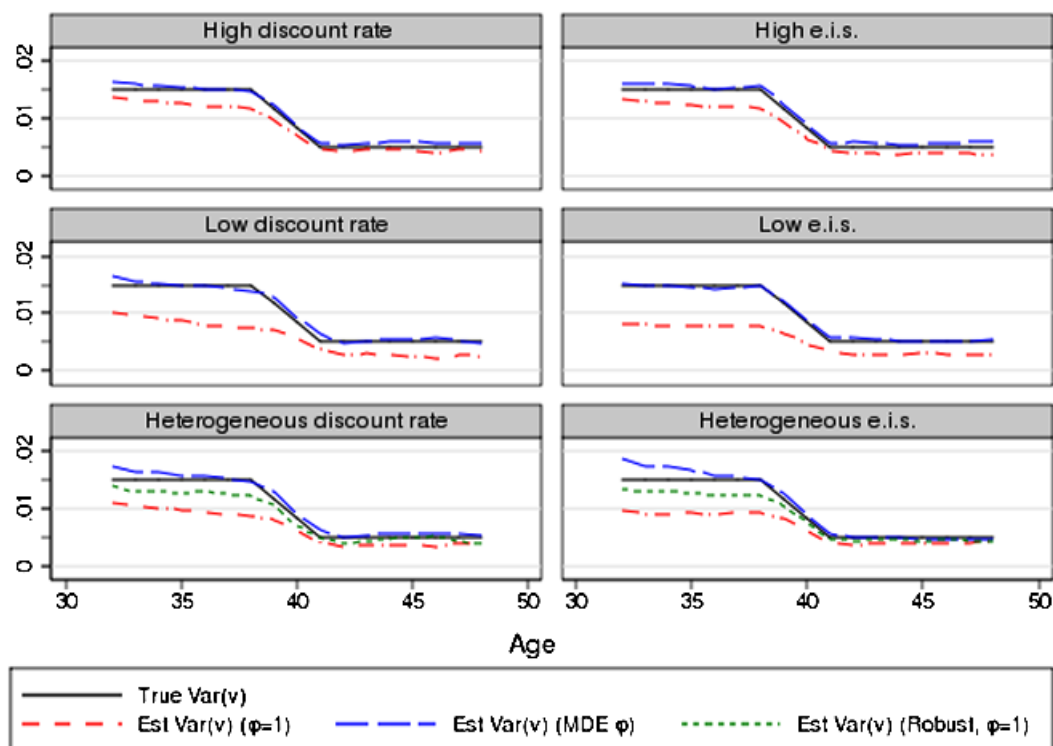 High discount rate
High e.i.s.
.02
.01
0
Low discount rate
Low e.i.s.
.02
.01
0
Heterogeneous discount rate
Heterogeneous e.i.s.
.02
.01
0
30 35 40 45 50
30 35 40 45 50
Age
True Var(v)
Est Var(v) (φ=1)
Est Var(v) (MDE φ)
Est Var(v) (Robust, φ=1)